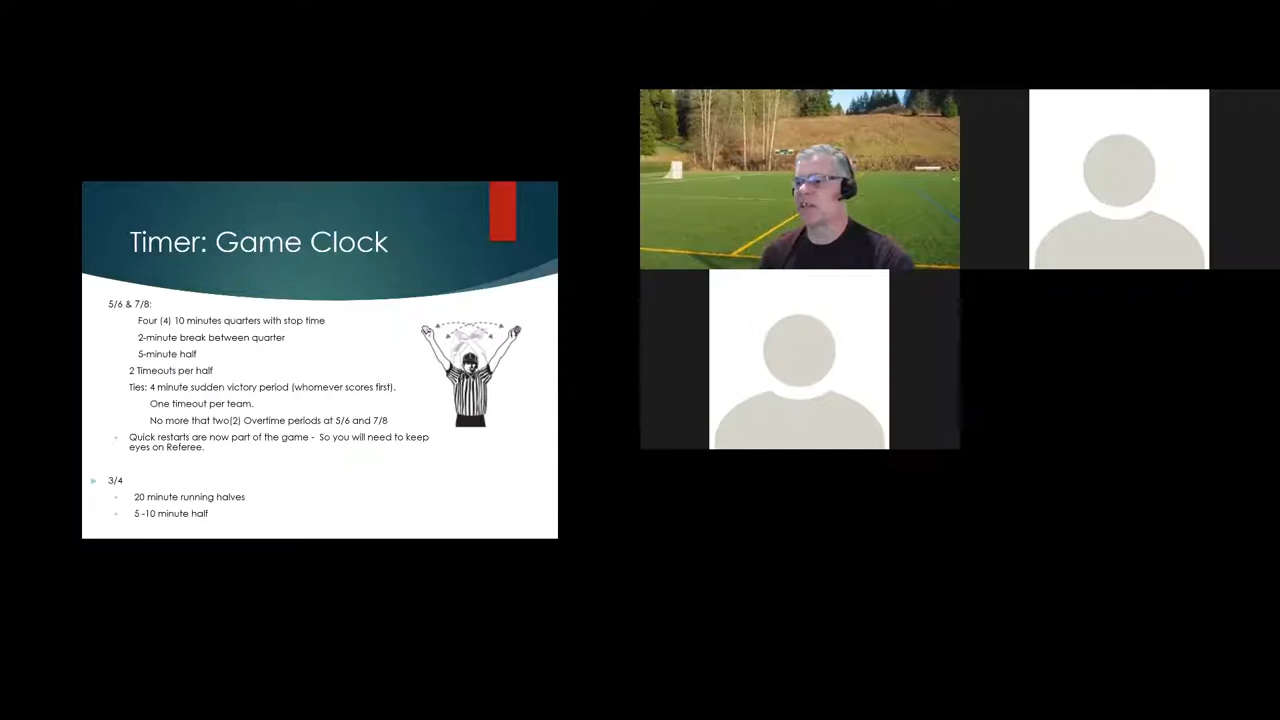 Timer: Game Clock
5/6 & 7/8:
Four (4) 10 minutes quarters with stop time
2-minute break between quarter
5-minute half
2 Timeouts per half
Ties: 4 minute sudden victory period (whomever scores first).
One timeout per team.
No more that two(2) Overtime periods at 5/6 and 7/8
Quick restarts are now part of the game - So you will need to keep
eyes on Referee.
3/4
20 minute running halves
5 -10 minute half